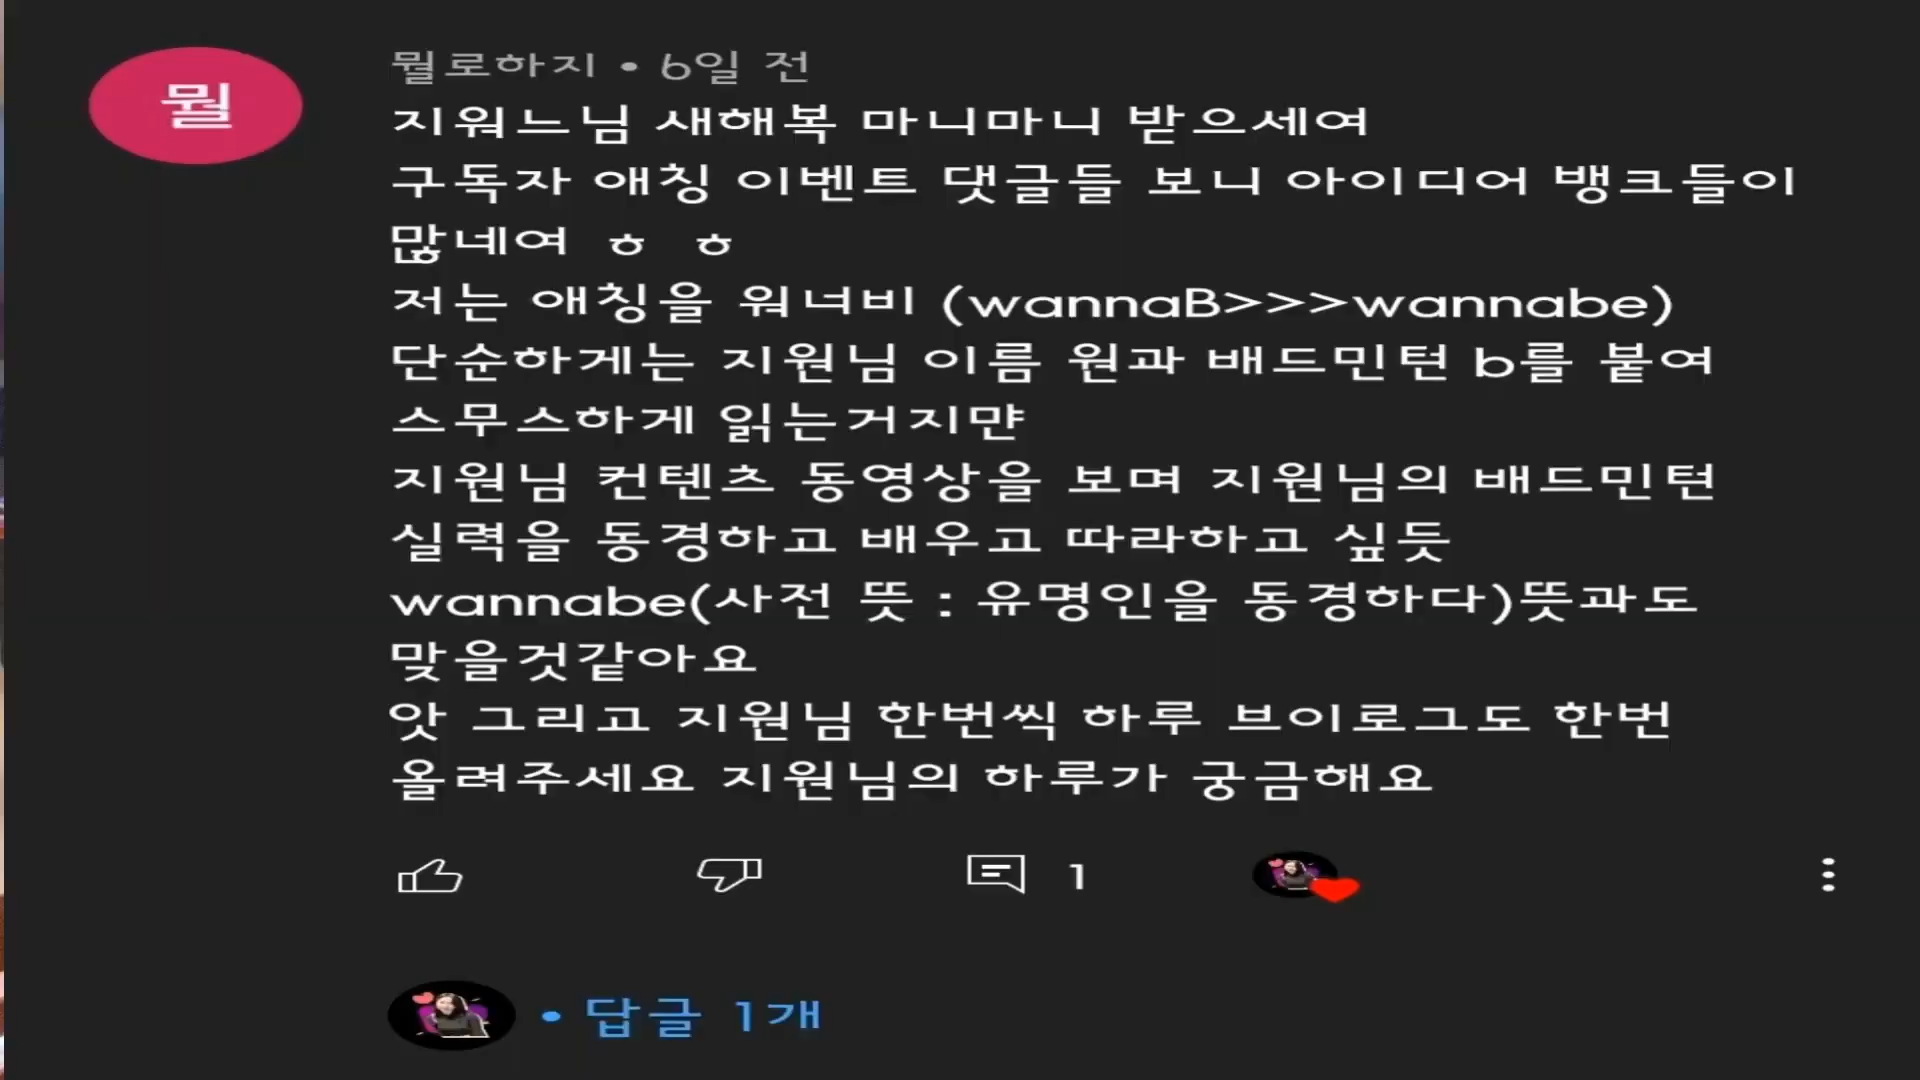 뭘
뭘로하지 • 6일 전
지워느님 새해복 마니마니 받으세여
구독자 애칭 이벤트 댓글들 보니 아이디어 뱅크들이
많네여 ㅎ ㅎ
저는 애칭을 워너비 (wannaB>>>wannabe)
단순하게는 지원님 이름 원과 배드민턴 b를 붙여
스무스하게 읽는거지먄
지원님 컨텐츠 동영상을 보며 지원님의 배드민턴
실력을 동경하고 배우고 따라하고 싶듯
wannabe(사전 뜻 : 유명인을 동경하다)뜻과도
맞을것같아요
앗 그리고 지원님 한번씩 하루 브이로그도 한번
올려주세요 지원님의 하루가 궁금해요
1
• 답글 1개